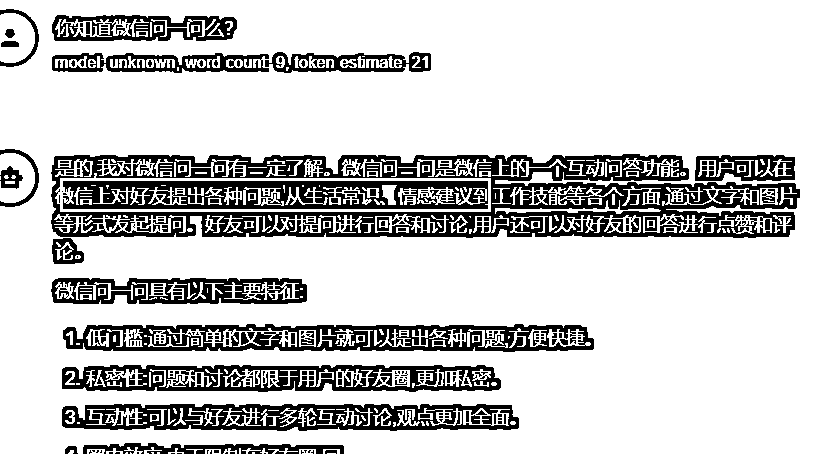 你知道微信问一问么?
model: unknown, word count: 9, token estimate: 21
是的,我对微信问一问有一定了解。微信问一问是微信上的一个互动问答功能。用户可以在
微信上对好友提出各种问题,从生活常识、情感建议到工作技能等各个方面,通过文字和图片
等形式发起提问。好友可以对提问进行回答和讨论,用户还可以对好友的回答进行点赞和评
论。
微信问一问具有以下主要特征:
1. 低门槛:通过简单的文字和图片就可以提出各种问题,方便快捷。
2. 私密性:问题和讨论都限于用户的好友圈,更加私密。
3. 互动性:可以与好友进行多轮互动讨论,观点更加全面。